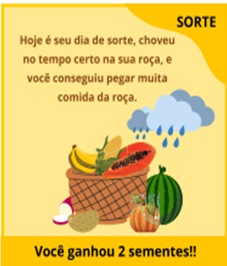 SORTE
Hoje é seu dia de sorte, choveu
no tempo certo na sua roça, e
você conseguiu pegar muita
comida da roça.
Você ganhou 2 sementes!!